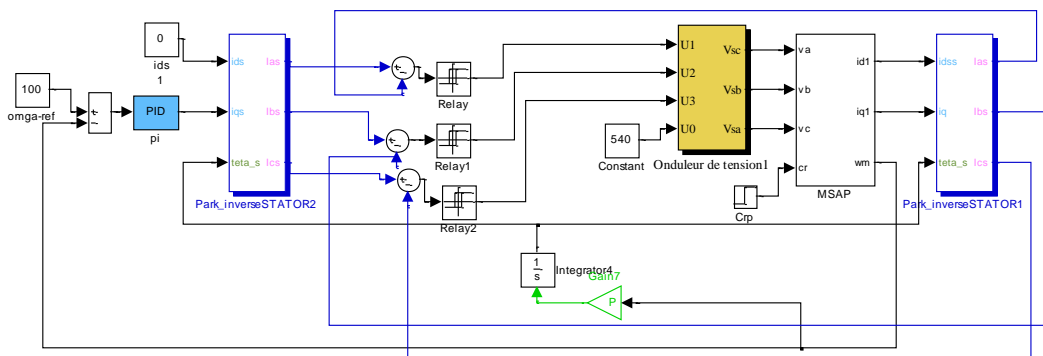 0
ids
1
100
omga-ref
PID
pi
ids
Ias
iqs
Ibs
teta_s
Ics
Park_inverseSTATOR2
Relay
Relay1
Relay2
540
Constant
U1
Vsc
U2
Vsb
U3
Vsa
U0
Onduleur de tension1
Crp
va
id1
vb
iq1
vc
cr
wm
MSAP
idss
Ias
iq
Ibs
teta_s
Ics
Park_inverseSTATOR1
1
s
Integrator4
Gain7
P